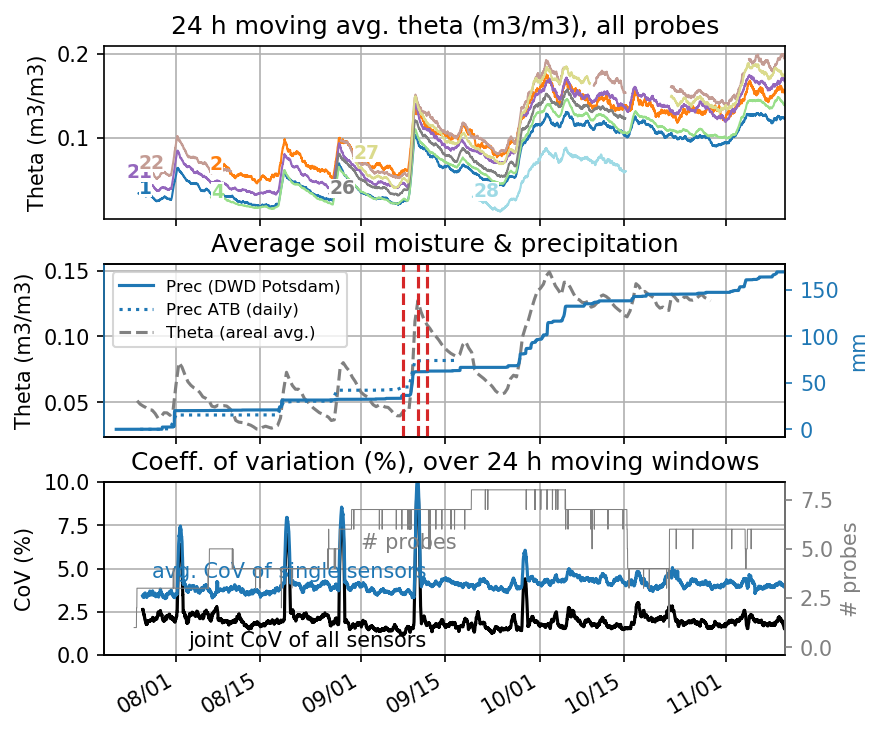 24 h moving avg. theta (m3/m3), all probes
Theta (m3/m3)
0.2
0.1
22
2
1
2
4
26
27
28
Average soil moisture & precipitation
Theta (m3/m3)
0.15
0.10
0.05
Prec (DWD Potsdam)
Prec ATB (daily)
Theta (areal avg.)
150
100
50
0
mm
Coeff. of variation (%), over 24 h moving windows
CoV (%)
10.0
7.5
5.0
2.5
0.0
# probes
avg. CoV of single sensors
joint CoV of all sensors
7.5
5.0
2.5
0.0
# probes
08/01
08/15
09/01
09/15
10/01
10/15
11/01